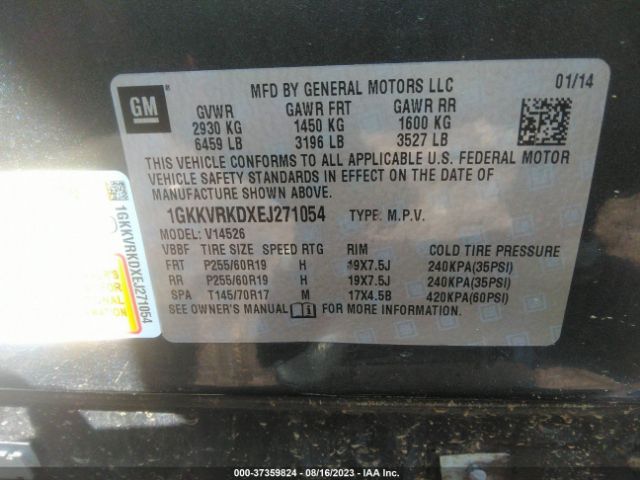 GM
MFD BY GENERAL MOTORS LLC
01/14
GVWR GAWR FRT GAWR RR
2930 KG 1450 KG 1600 KG
6459 LB 3196 LB 3527 LB
THIS VEHICLE CONFORMS TO ALL APPLICABLE U.S. FEDERAL MOTOR
VEHICLE SAFETY STANDARDS IN EFFECT ON THE DATE OF
MANUFACTURE SHOWN ABOVE.
1GKKVRKDXEJ271054 TYPE: M.P.V.
MODEL: V14526
VBBF TIRE SIZE SPEED RTG RIM COLD TIRE PRESSURE
FRT P255/60R19 H 19X7.5J 240KPA(35PSI)
RR P255/60R19 H 19X7.5J 240KPA(35PSI)
SPA T145/70R17 M 17X4.5B 420KPA(60PSI)
SEE OWNER'S MANUAL FOR MORE INFORMATION.
1GKKVRKDXEJ271054
000-37359824 / 08/16/2023 / IAA Inc.